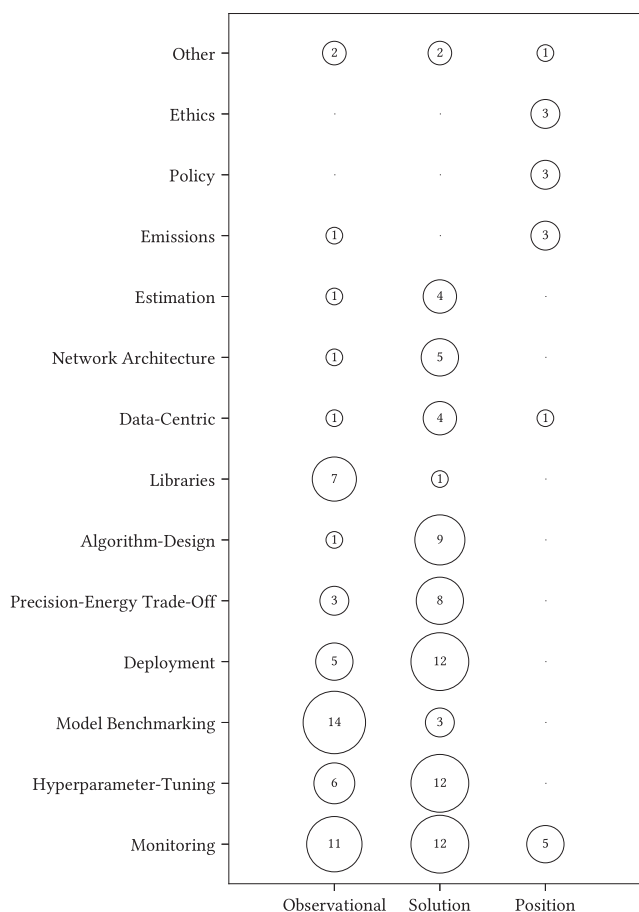 Other 2 2 1
Ethics 3
Policy 3
Emissions 1 3
Estimation 1 4
Network Architecture 1 5
Data-Centric 1 4 1
Libraries 7 1
Algorithm-Design 1 9
Precision-Energy Trade-Off 3 8
Deployment 5 12
Model Benchmarking 14 3
Hyperparameter-Tuning 6 12
Monitoring 11 12 5
Observational Solution Position